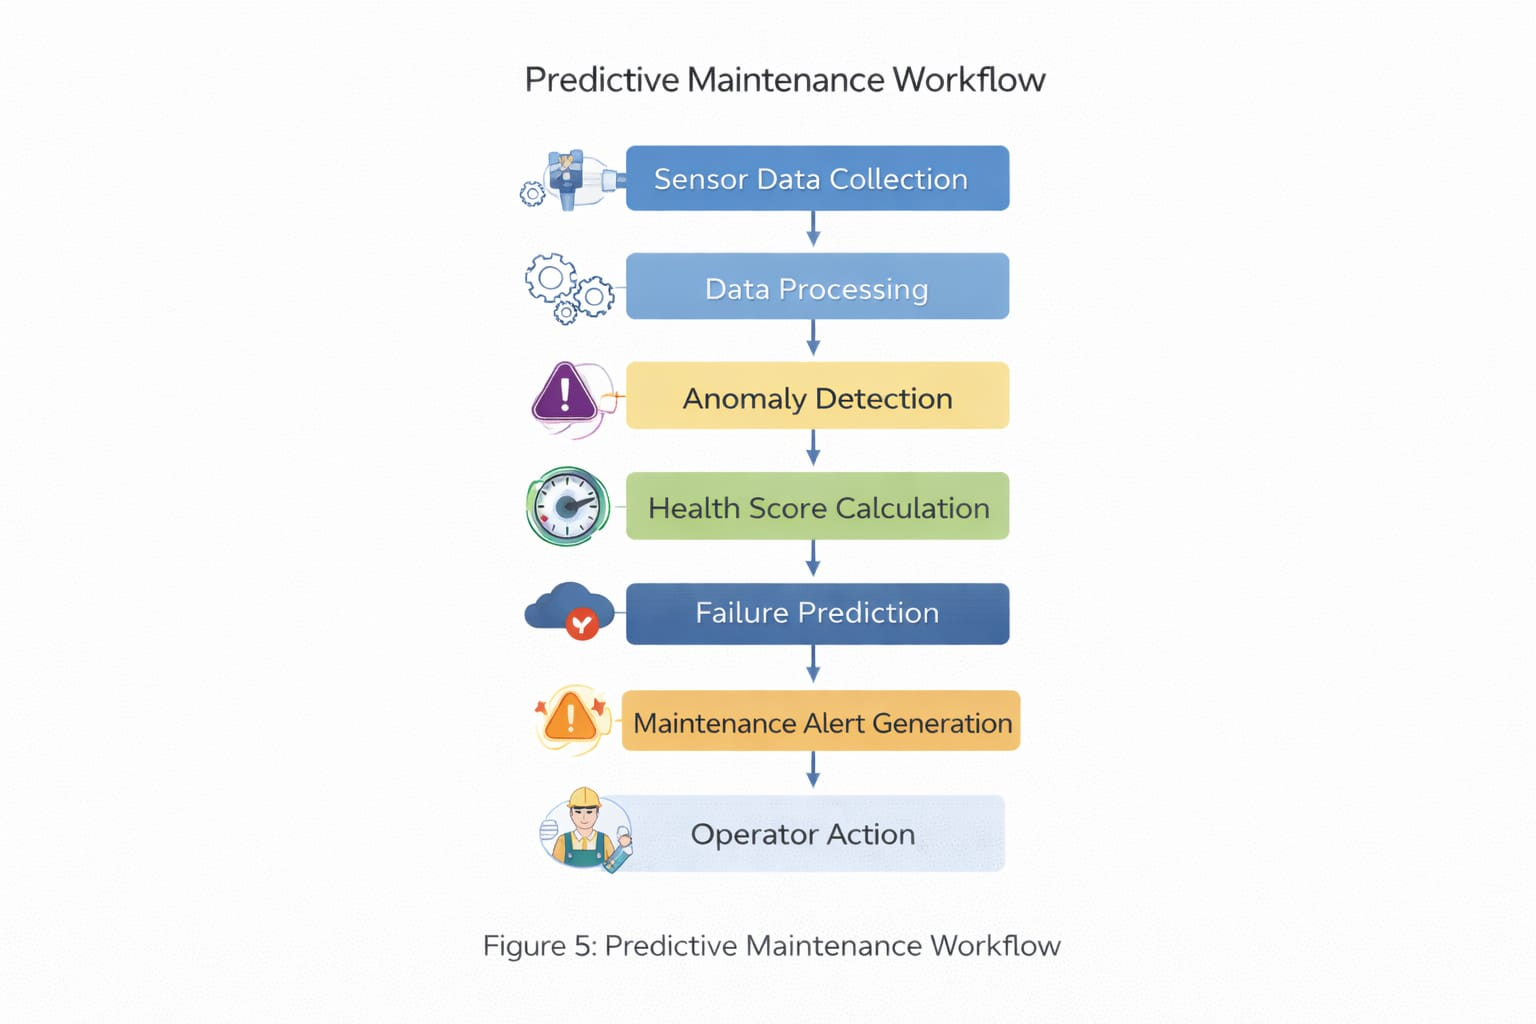 Predictive Maintenance Workflow
Sensor Data Collection
Data Processing
Anomaly Detection
Health Score Calculation
Failure Prediction
Maintenance Alert Generation
Operator Action
Figure 5: Predictive Maintenance Workflow